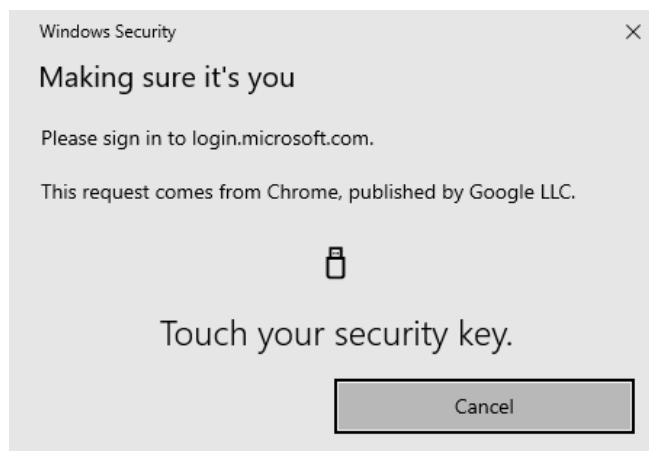 Windows Security
Making sure it's you
Please sign in to login.microsoft.com.
This request comes from Chrome, published by Google LLC.
Touch your security key.
Cancel